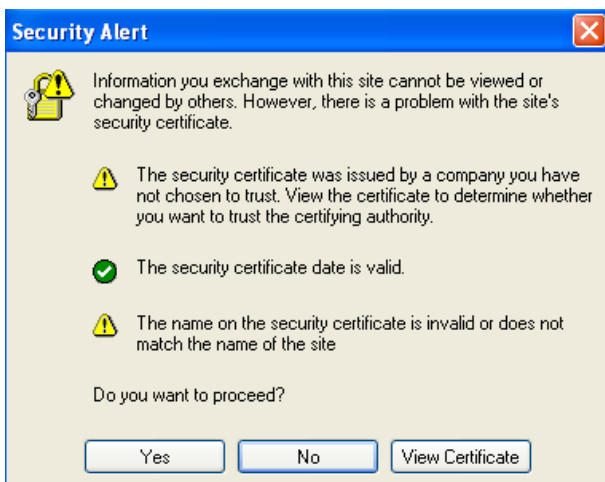 Security Alert
Information you exchange with this site cannot be viewed or
changed by others. However, there is a problem with the site's
security certificate.
The security certificate was issued by a company you have
not chosen to trust. View the certificate to determine whether
you want to trust the certifying authority.
The security certificate date is valid.
The name on the security certificate is invalid or does not
match the name of the site
Do you want to proceed?
Yes
No
View Certificate